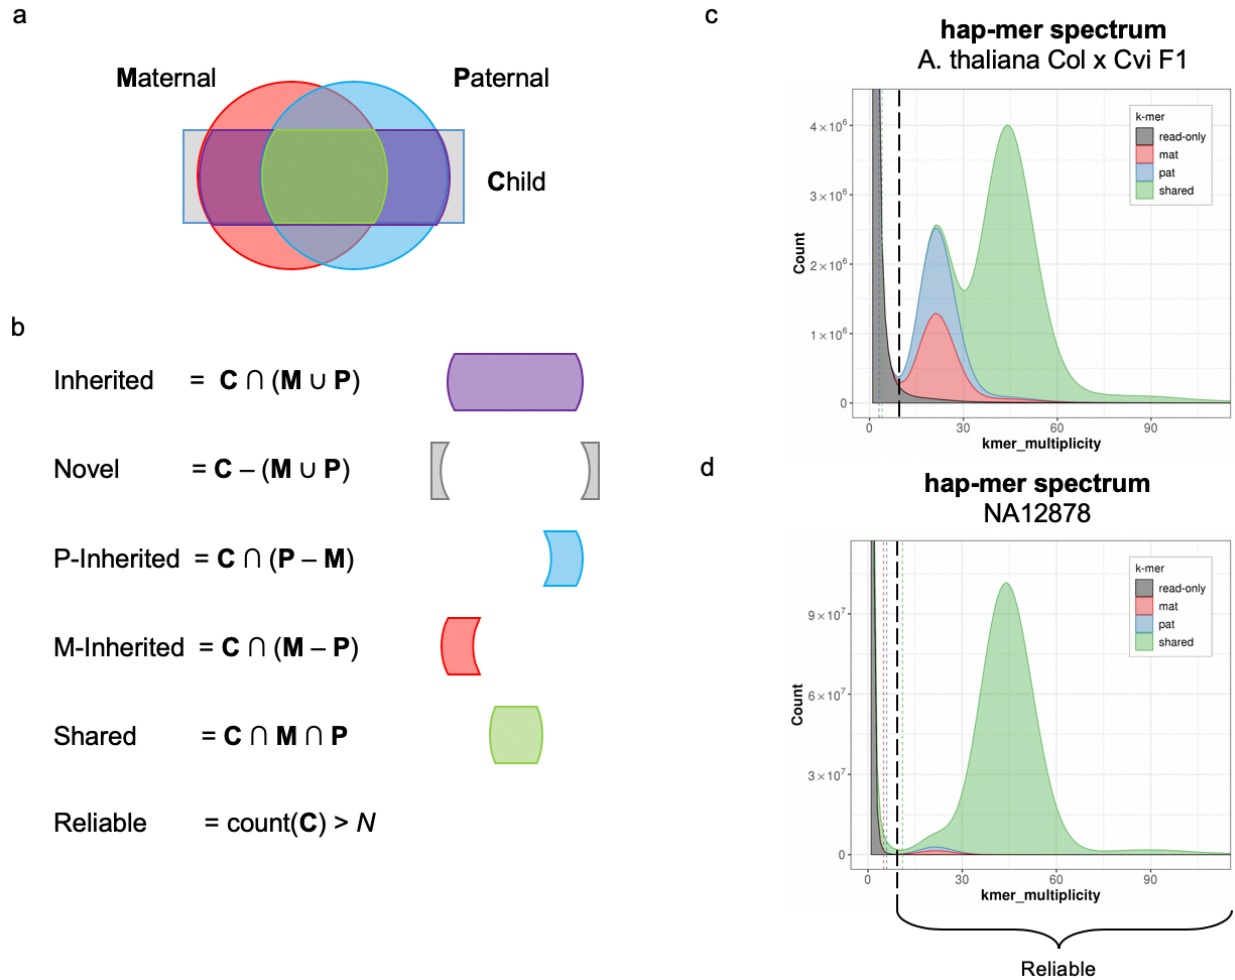 a
Maternal
Paternal
Child
b
Inherited = C ∩ (M ∪ P)
Novel = C – (M ∪ P)
P-Inherited = C ∩ (P – M)
M-Inherited = C ∩ (M – P)
Shared = C ∩ M ∩ P
Reliable = count(C) > N
c
hap-mer spectrum
A. thaliana Col x Cvi F1
k-mer
read-only
mat
pat
shared
4×10⁶
3×10⁶
2×10⁶
1×10⁶
0
Count
0 30 60 90
kmer_multiplicity
d
hap-mer spectrum
NA12878
k-mer
read-only
mat
pat
shared
9×10⁷
6×10⁷
3×10⁷
0
Count
0 30 60 90
kmer_multiplicity
Reliable